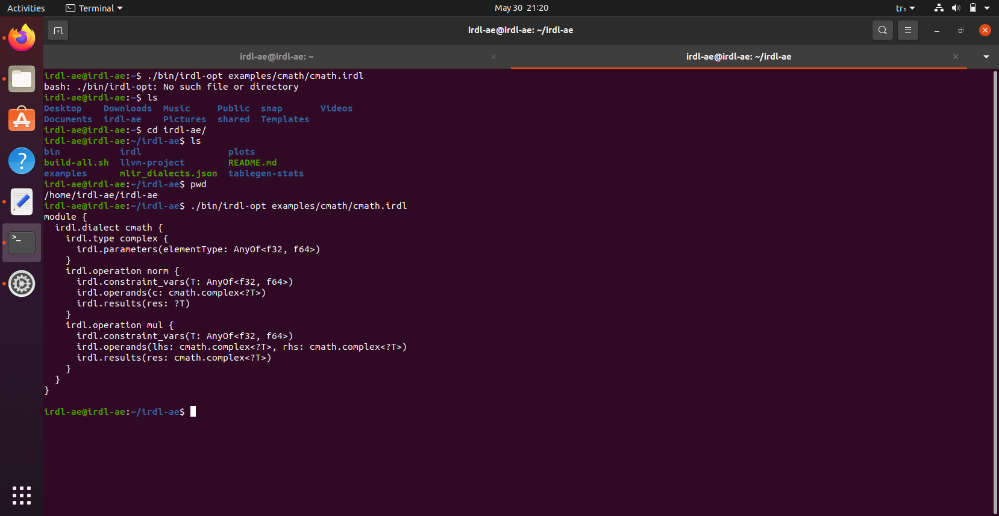 Activities Terminal May 30 21:20 tr₁
irdl-ae@irdl-ae: ~/irdl-ae
irdl-ae@irdl-ae: ~ irdl-ae@irdl-ae: ~/irdl-ae
irdl-ae@irdl-ae:~$ ./bin/irdl-opt examples/cmath/cmath.irdl
bash: ./bin/irdl-opt: No such file or directory
irdl-ae@irdl-ae:~$ ls
Desktop    Downloads  Music     Public  snap       Videos
Documents  irdl-ae    Pictures  shared  Templates
irdl-ae@irdl-ae:~$ cd irdl-ae/
irdl-ae@irdl-ae:~/irdl-ae$ ls
bin           irdl                plots
build-all.sh  llvm-project        README.md
examples      mlir_dialects.json  tablegen-stats
irdl-ae@irdl-ae:~/irdl-ae$ pwd
/home/irdl-ae/irdl-ae
irdl-ae@irdl-ae:~/irdl-ae$ ./bin/irdl-opt examples/cmath/cmath.irdl
module {
  irdl.dialect cmath {
    irdl.type complex {
      irdl.parameters(elementType: AnyOf<f32, f64>)
    }
    irdl.operation norm {
      irdl.constraint_vars(T: AnyOf<f32, f64>)
      irdl.operands(c: cmath.complex<?T>)
      irdl.results(res: ?T)
    }
    irdl.operation mul {
      irdl.constraint_vars(T: AnyOf<f32, f64>)
      irdl.operands(lhs: cmath.complex<?T>, rhs: cmath.complex<?T>)
      irdl.results(res: cmath.complex<?T>)
    }
  }
}
irdl-ae@irdl-ae:~/irdl-ae$